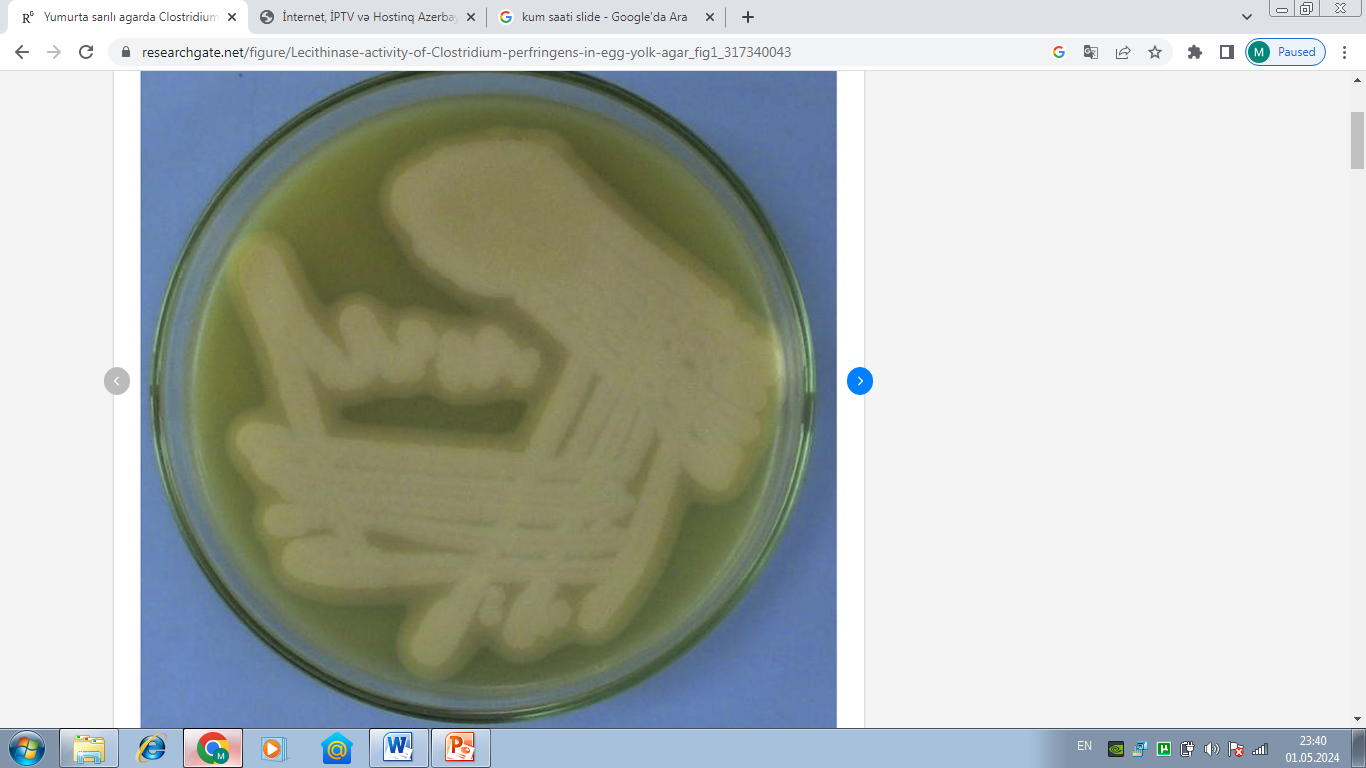 Yumurta sarılı agarda Clostridium
İnternet, İPTV və Hostinq Azerbay
kum saati slide - Google'da Ara
researchgate.net/figure/Lecithinase-activity-of-Clostridium-perfringens-in-egg-yolk-agar_fig1_317340043
M Paused
EN
23:40
01.05.2024